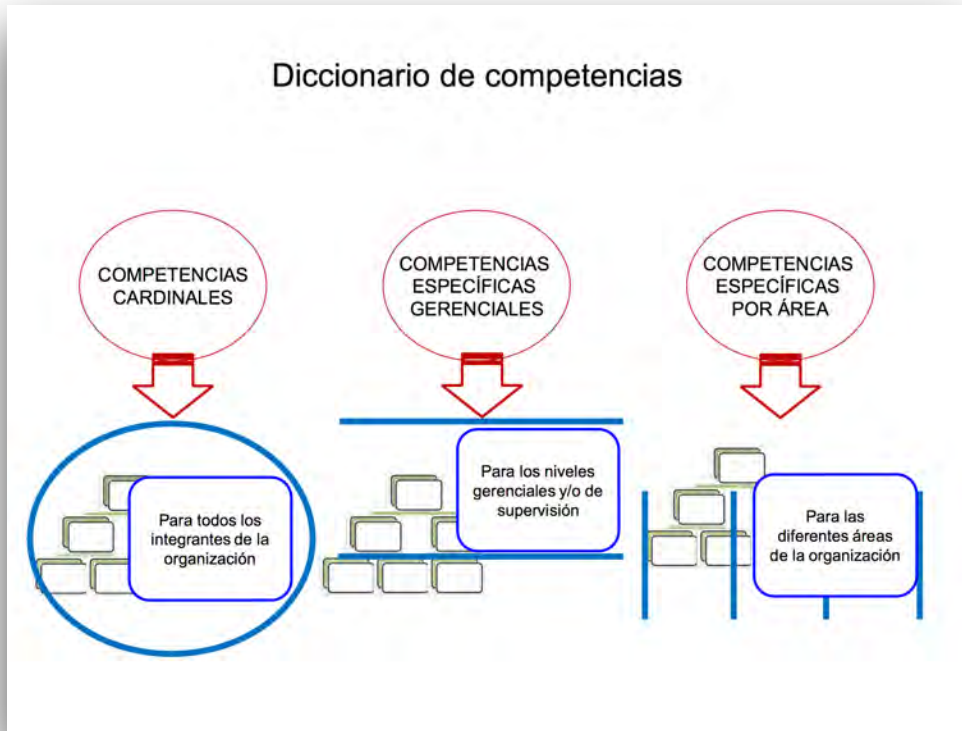 Diccionario de competencias
COMPETENCIAS
CARDINALES
COMPETENCIAS
ESPECÍFICAS
GERENCIALES
COMPETENCIAS
ESPECÍFICAS
POR ÁREA
Para todos los
integrantes de la
organización
Para los niveles
gerenciales y/o de
supervisión
Para las
diferentes áreas
de la organización